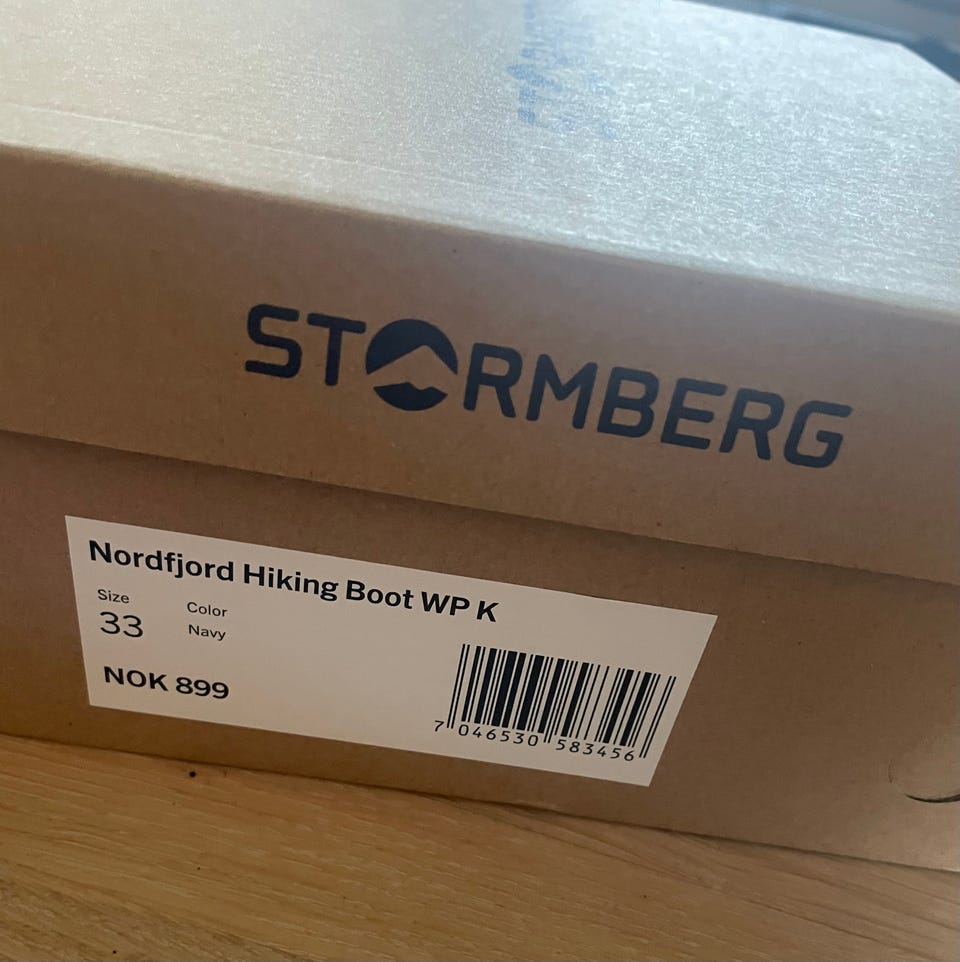 STORMBERG
Nordfjord Hiking Boot WP K
Size Color
33 Navy
NOK 899
7 046530 583456